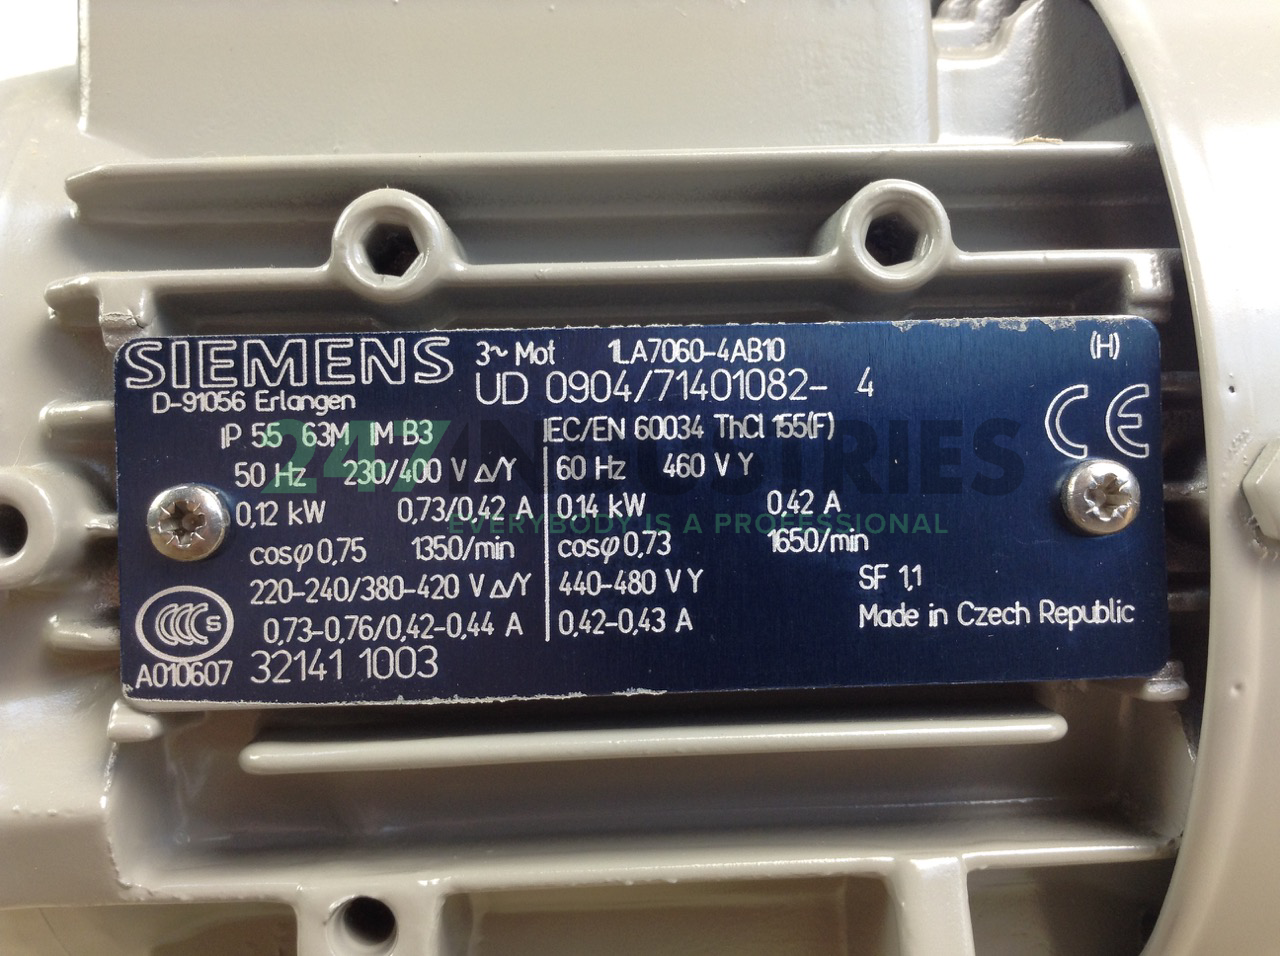 SIEMENS 3~ Mot 1LA7060-4AB10 (H)
D-91056 Erlangen UD 0904/71401082- 4
IP 55 63M IM B3 IEC/EN 60034 ThCl 155(F) CE
50 Hz 230/400 V Δ/Y 60 Hz 460 V Y
0,12 kW 0,73/0,42 A 0,14 kW 0,42 A
cosφ 0,75 1350/min cosφ 0,73 1650/min
220-240/380-420 V Δ/Y 440-480 V Y SF 1,1
0,73-0,76/0,42-0,44 A 0,42-0,43 A Made in Czech Republic
CCC S
A010607 32141 1003
247 INDUSTRIES
EVERYBODY IS A PROFESSIONAL